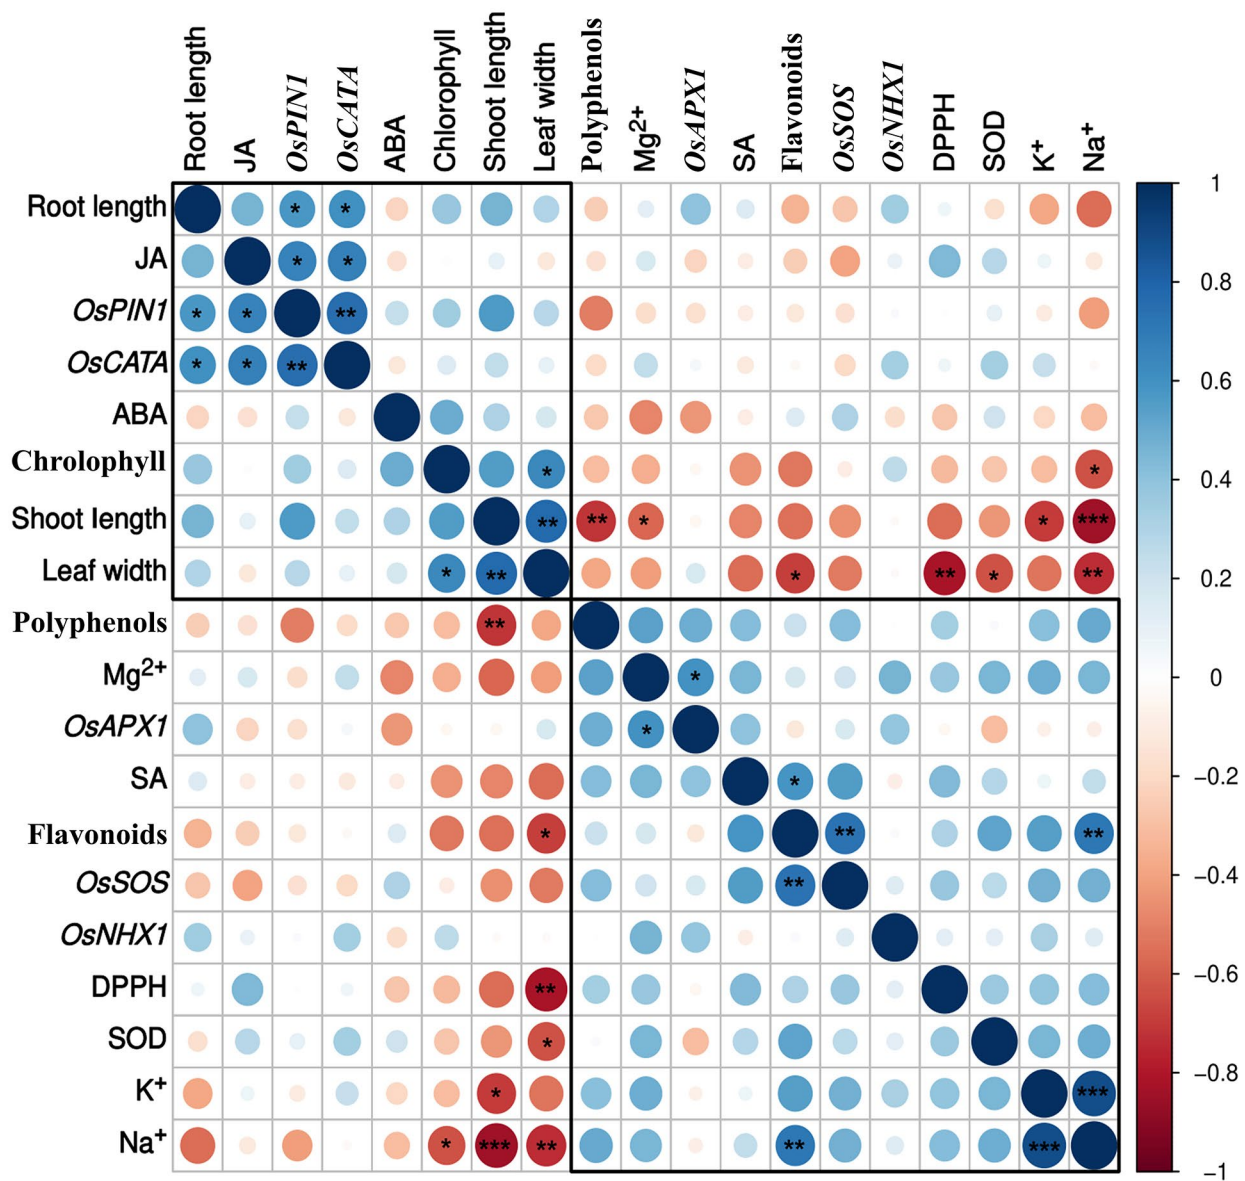 Root length
JA
OsPIN1
OsCATA
ABA
Chlorophyll
Shoot length
Leaf width
Polyphenols
Mg2+
OsAPX1
SA
Flavonoids
OsSOS
OsNHX1
DPPH
SOD
K+
Na+
Root length * * 1
JA * *
OsPIN1 * * ** 0.8
OsCATA * * ** 0.6
ABA
Chrolophyll * * 0.4
Shoot length ** ** * * ***
Leaf width * ** * ** * ** 0.2
Polyphenols **
Mg2+ * 0
OsAPX1 *
SA * −0.2
Flavonoids * ** **
OsSOS ** −0.4
OsNHX1
DPPH ** −0.6
SOD *
K+ * *** −0.8
Na+ * *** ** ** ***
−1